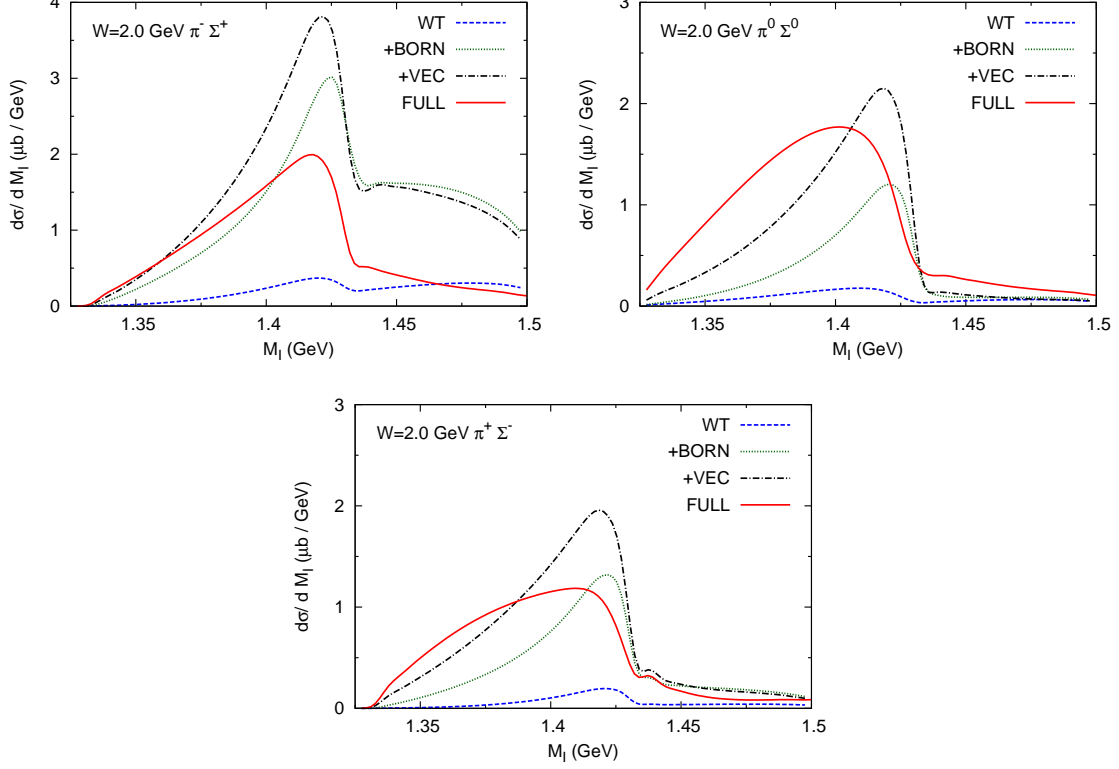 W=2.0 GeV π⁻ Σ⁺
WT
+BORN
+VEC
FULL
dσ/ d M_I (μb / GeV)
4
3
2
1
0
1.35
1.4
1.45
1.5
M_I (GeV)
W=2.0 GeV π⁰ Σ⁰
WT
+BORN
+VEC
FULL
dσ/ d M_I (μb / GeV)
3
2
1
0
1.35
1.4
1.45
1.5
M_I (GeV)
W=2.0 GeV π⁺ Σ⁻
WT
+BORN
+VEC
FULL
dσ/ d M_I (μb / GeV)
3
2
1
0
1.35
1.4
1.45
1.5
M_I (GeV)